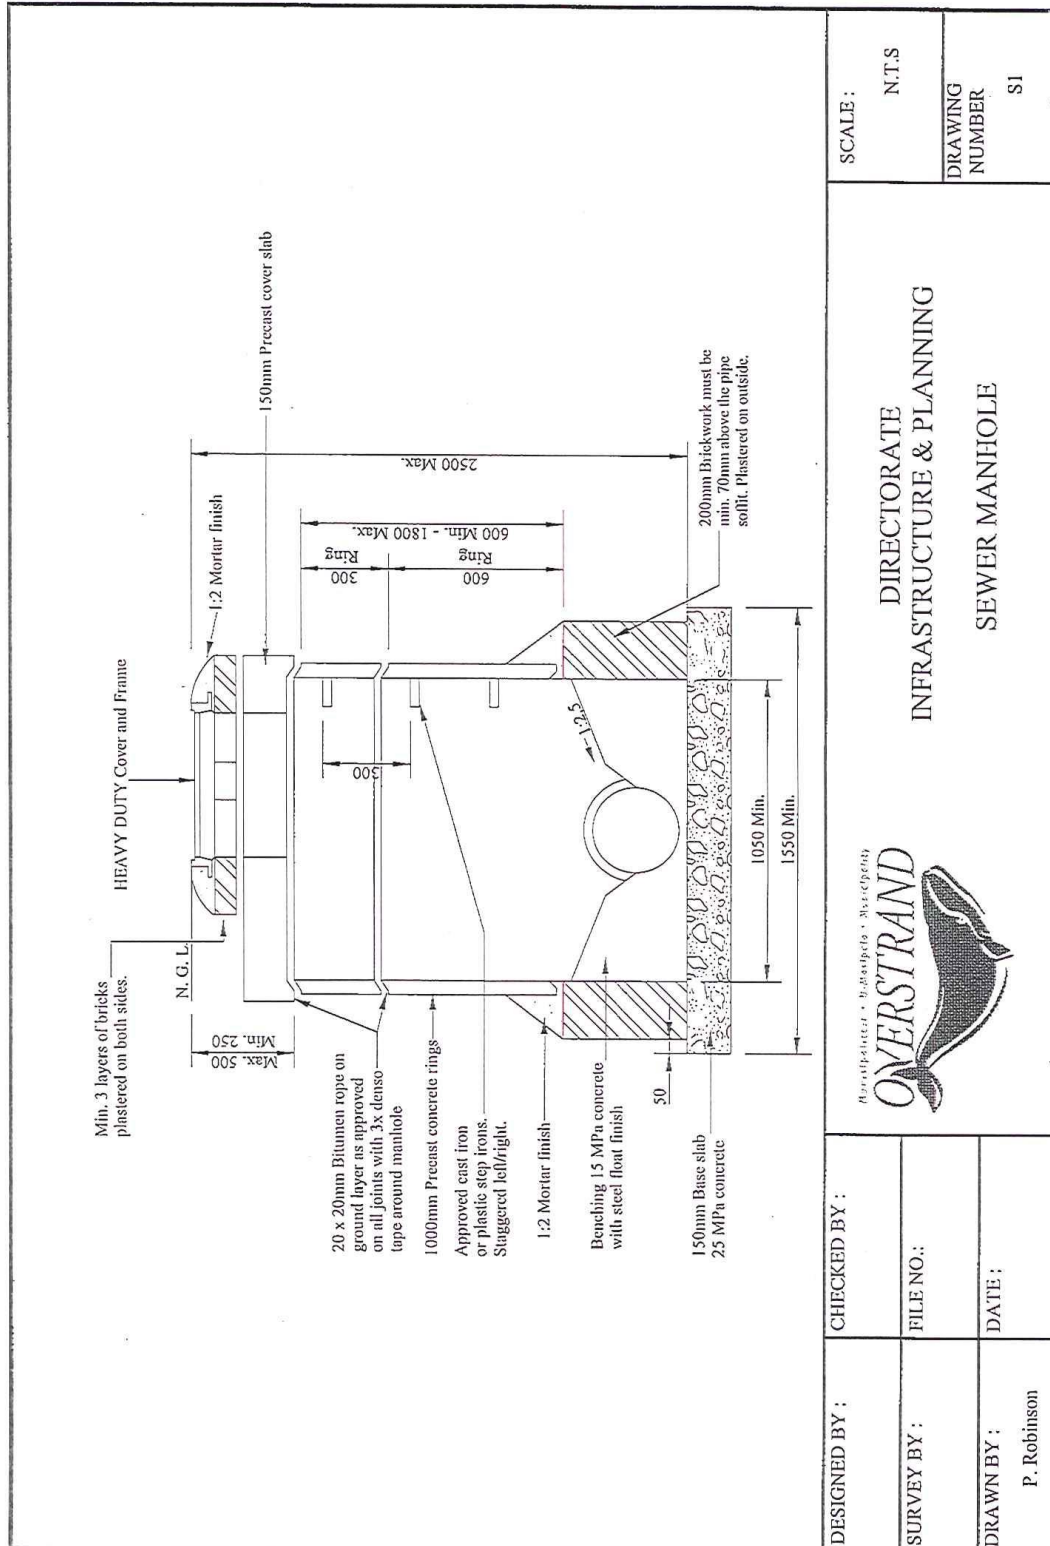 Min. 3 layers of bricks
plastered on both sides.
HEAVY DUTY Cover and Frame
1:2 Mortar finish
150mm Precast cover slab
N. G. L.
Max. 500
Min. 250
20 x 20mm Bitumen rope on
ground layer as approved
on all joints with 3x denso
tape around manhole
1000mm Precast concrete rings
Approved cast iron
or plastic step irons.
Staggered left/right.
1:2 Mortar finish
Benching 15 MPa concrete
with steel float finish
150mm Base slab
25 MPa concrete
300
300
Ring
600
Ring
600 Min. - 1800 Max.
2500 Max.
1:2,5
200mm Brickwork must be
min. 70mm above the pipe
soffit. Plastered on outside.
50
1050 Min.
1550 Min.
DESIGNED BY :
CHECKED BY :
SURVEY BY :
FILE NO.:
DRAWN BY :
P. Robinson
DATE :
Munisipaliteit • U-Masipala • Municipality
OVERSTRAND
DIRECTORATE
INFRASTRUCTURE & PLANNING
SEWER MANHOLE
SCALE :
N.T.S
DRAWING
NUMBER
S1